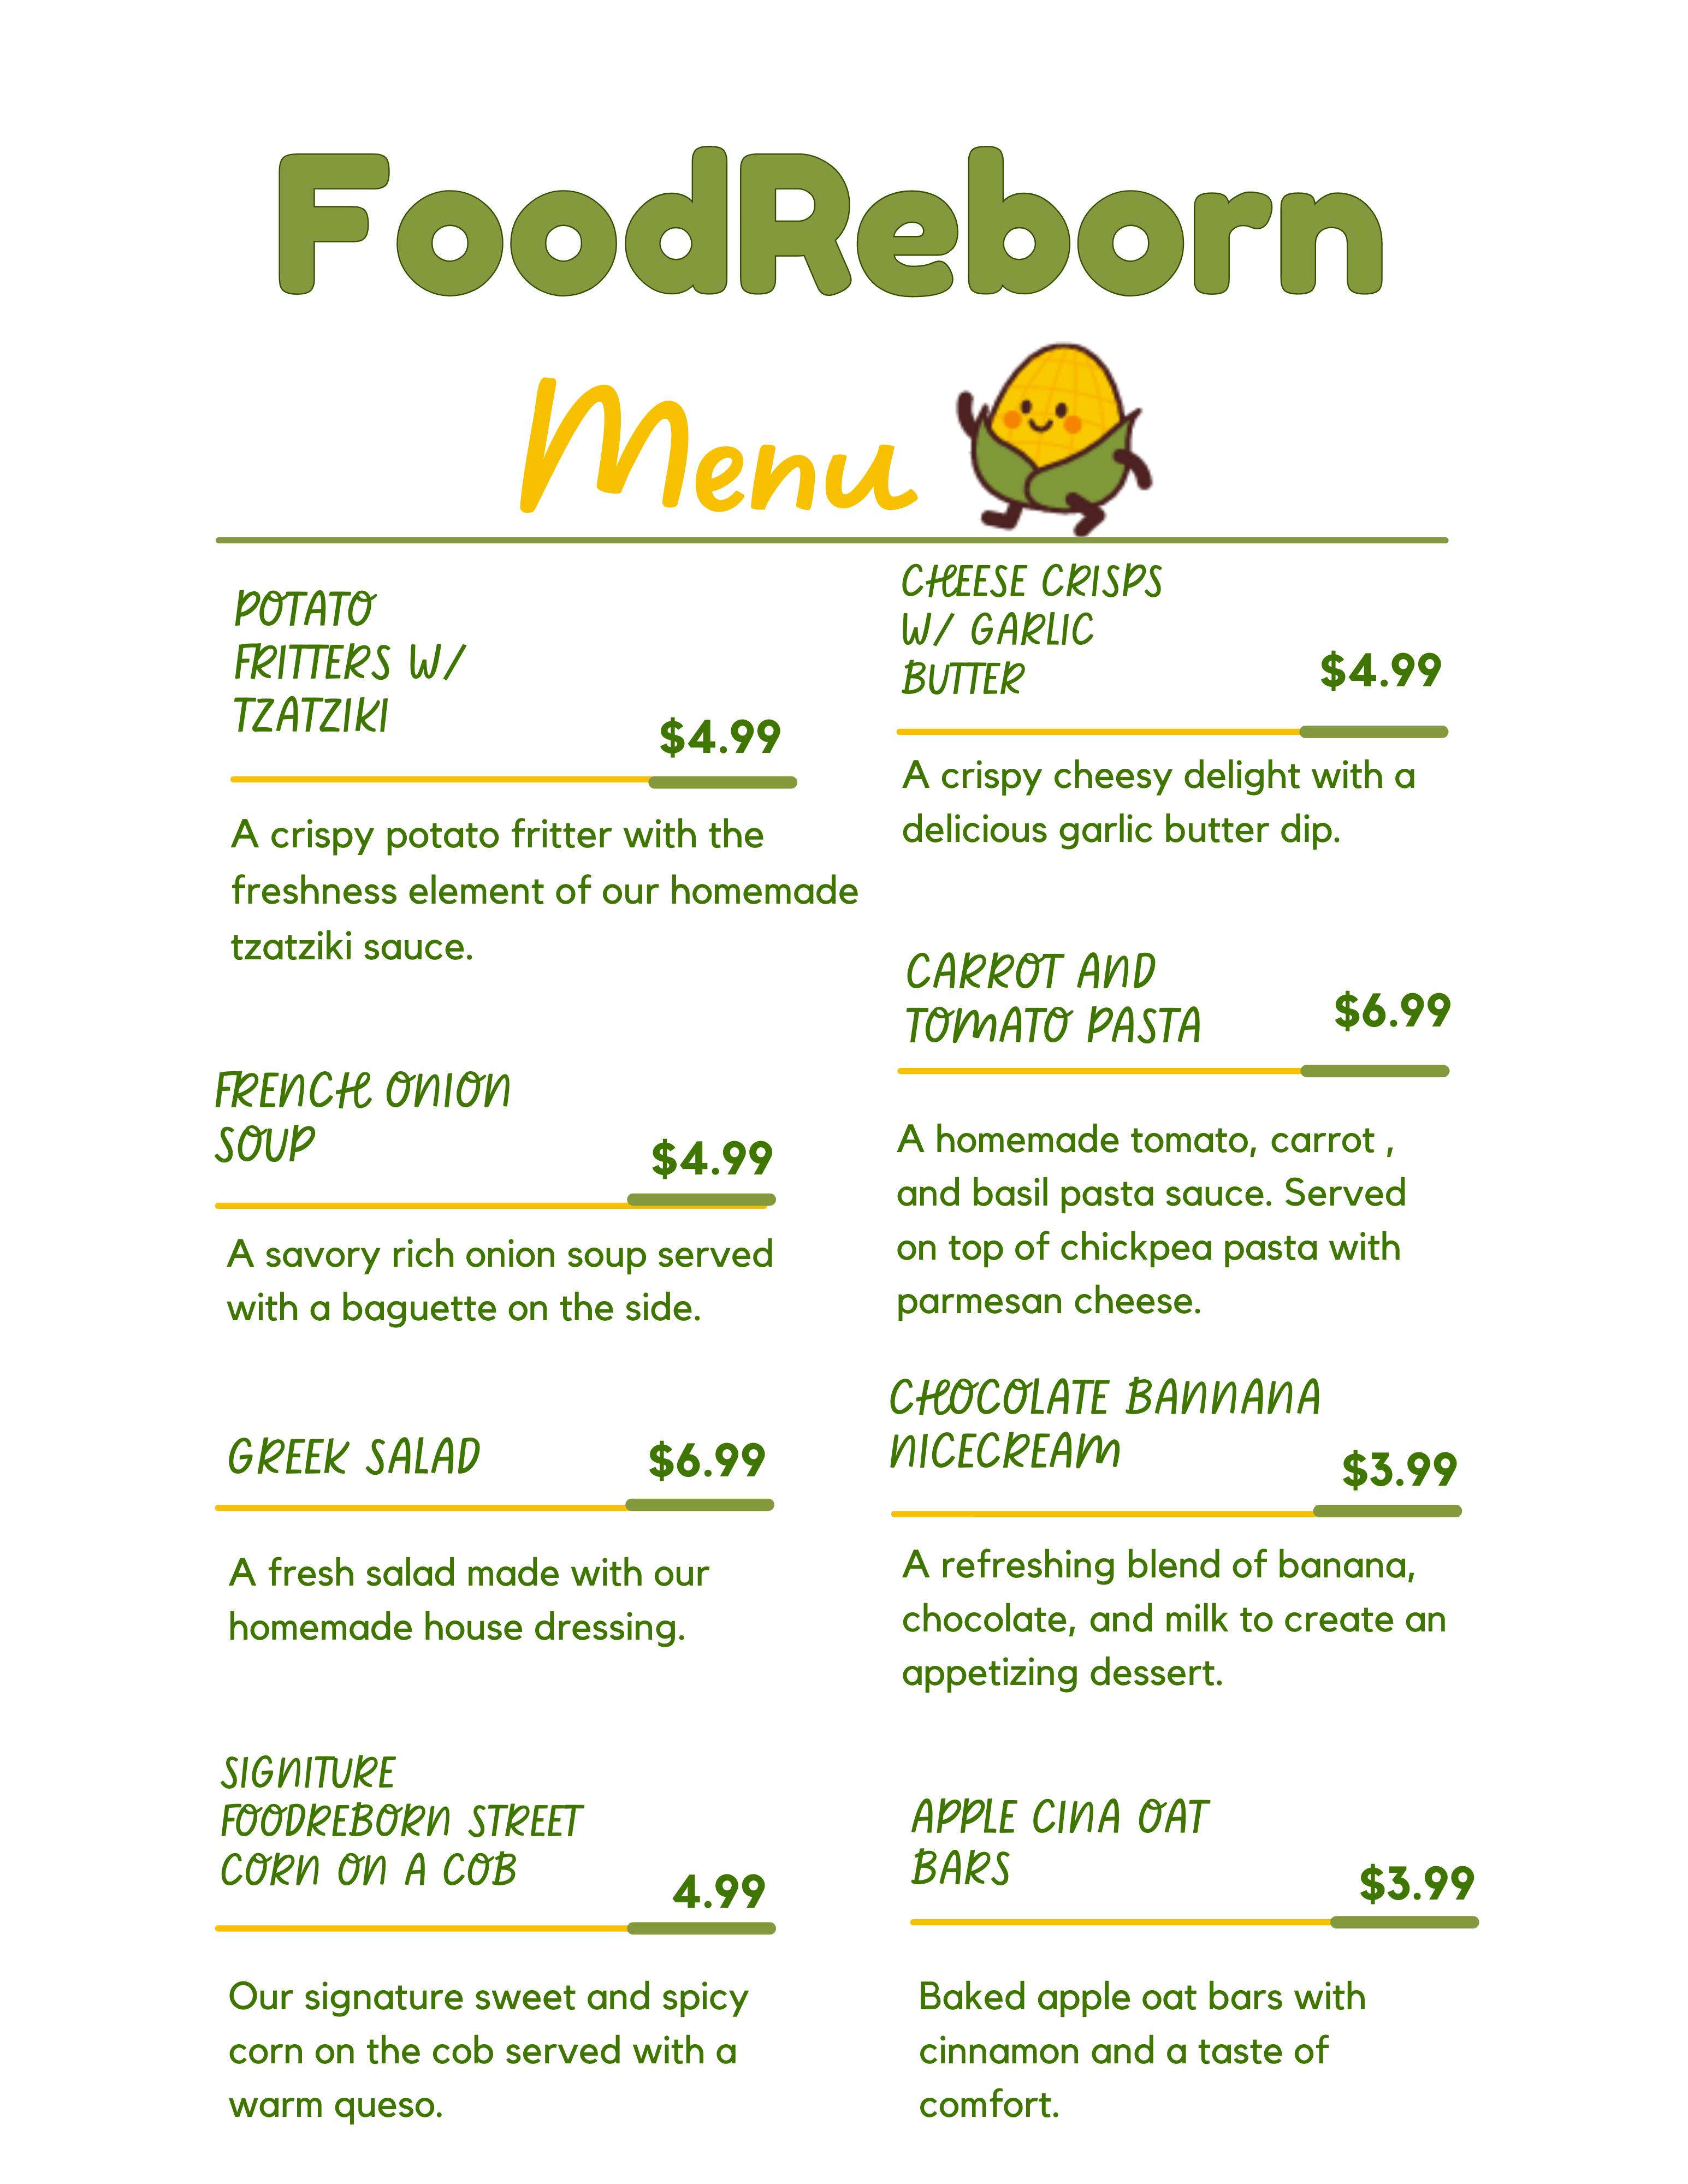 FoodReborn
Menu
POTATO
FRITTERS W/
TZATZIKI
$4.99
A crispy potato fritter with the
freshness element of our homemade
tzatziki sauce.
FRENCH ONION
SOUP
$4.99
A savory rich onion soup served
with a baguette on the side.
GREEK SALAD
$6.99
A fresh salad made with our
homemade house dressing.
SIGNITURE
FOODREBORN STREET
CORN ON A COB
4.99
Our signature sweet and spicy
corn on the cob served with a
warm queso.
CHEESE CRISPS
W/ GARLIC
BUTTER
$4.99
A crispy cheesy delight with a
delicious garlic butter dip.
CARROT AND
TOMATO PASTA
$6.99
A homemade tomato, carrot ,
and basil pasta sauce. Served
on top of chickpea pasta with
parmesan cheese.
CHOCOLATE BANNANA
NICECREAM
$3.99
A refreshing blend of banana,
chocolate, and milk to create an
appetizing dessert.
APPLE CINA OAT
BARS
$3.99
Baked apple oat bars with
cinnamon and a taste of
comfort.